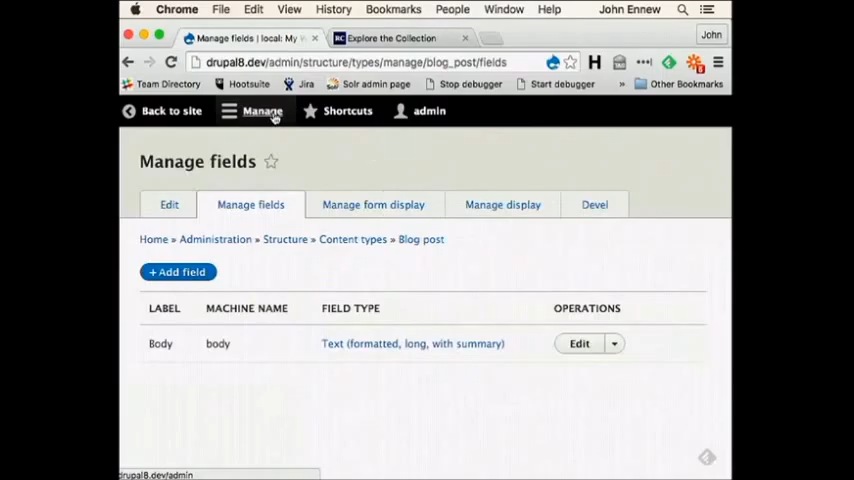 Chrome File Edit View History Bookmarks People Window Help John Ennew
Manage fields | local: My Explore the Collection John
drupal8.dev/admin/structure/types/manage/blog_post/fields
Team Directory Hootsuite Jira Solr admin page Stop debugger Start debugger » Other Bookmarks
Back to site Manage Shortcuts admin
Manage fields
Edit Manage fields Manage form display Manage display Devel
Home » Administration » Structure » Content types » Blog post
+ Add field
LABEL MACHINE NAME FIELD TYPE OPERATIONS
Body body Text (formatted, long, with summary) Edit
drupal8.dev/admin